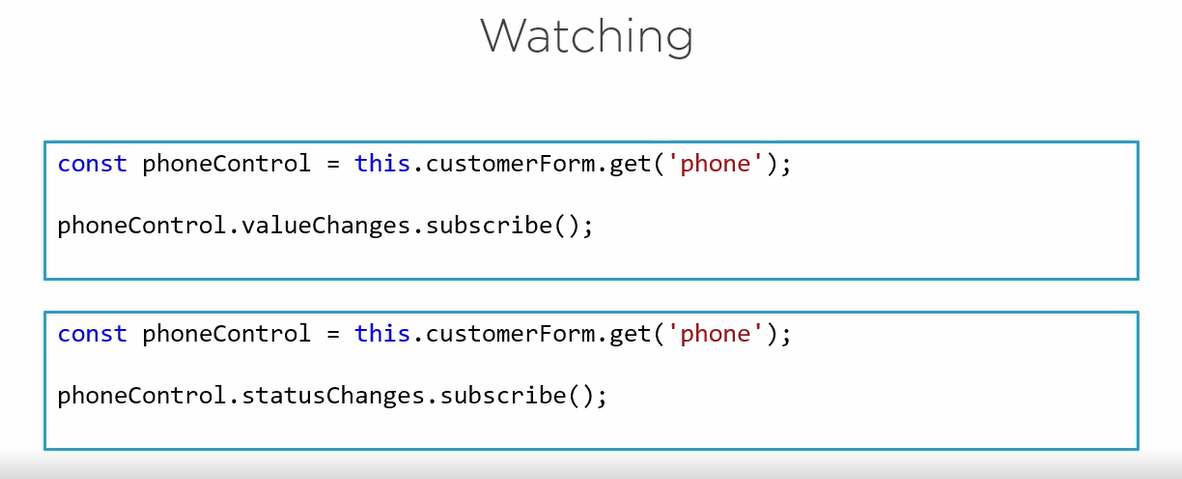 Watching
const phoneControl = this.customerForm.get('phone');
phoneControl.valueChanges.subscribe();
const phoneControl = this.customerForm.get('phone');
phoneControl.statusChanges.subscribe();